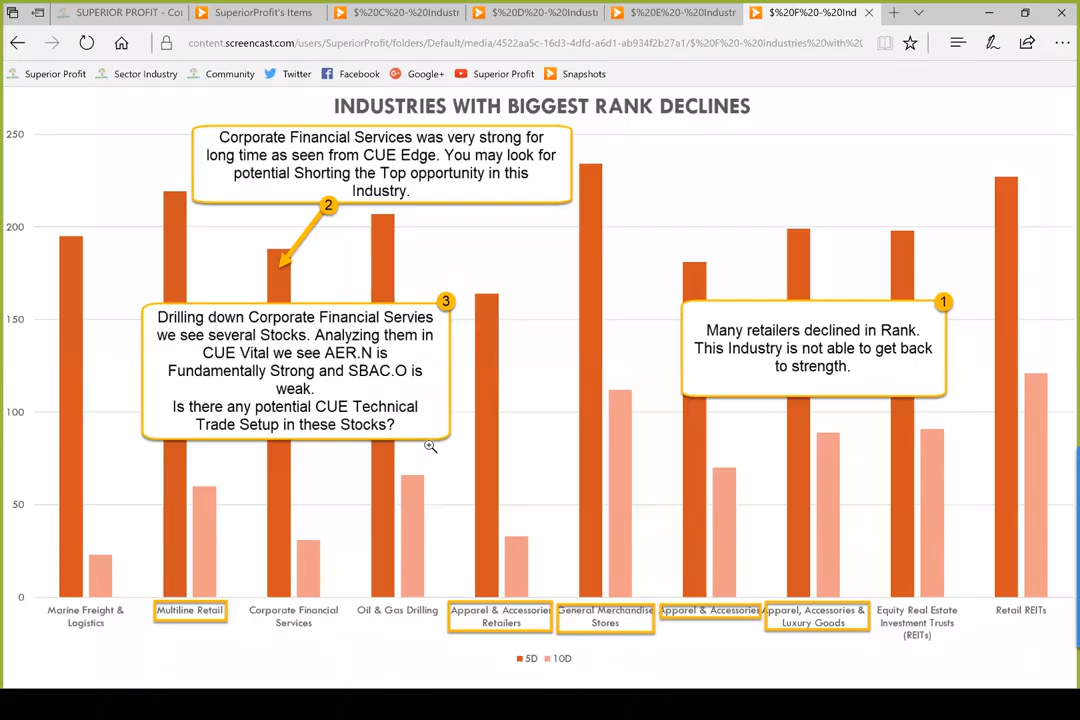 SUPERIOR PROFIT - Co
SuperiorProfit's Items
$%20C%20-%20Industr
$%20D%20-%20Industr
$%20E%20-%20Industr
$%20F%20-%20Ind
content.screencast.com/users/SuperiorProfit/folders/Default/media/4522aa5c-16d3-4dfd-a6d1-ab934f2b27a1/$%20F%20-%20Industries%20with%2
Superior Profit
Sector Industry
Community
Twitter
Facebook
Google+
Superior Profit
Snapshots
INDUSTRIES WITH BIGGEST RANK DECLINES
250
200
150
100
50
0
Corporate Financial Services was very strong for
long time as seen from CUE Edge. You may look for
potential Shorting the Top opportunity in this
Industry.
2
3
Drilling down Corporate Financial Servies
we see several Stocks. Analyzing them in
CUE Vital we see AER.N is
Fundamentally Strong and SBAC.O is
weak.
Is there any potential CUE Technical
Trade Setup in these Stocks?
1
Many retailers declined in Rank.
This Industry is not able to get back
to strength.
Marine Freight &
Logistics
Multiline Retail
Corporate Financial
Services
Oil & Gas Drilling
Apparel & Accessories
Retailers
General Merchandise
Stores
Apparel & Accessories
Apparel, Accessories &
Luxury Goods
Equity Real Estate
Investment Trusts
(REITs)
Retail REITs
5D
10D